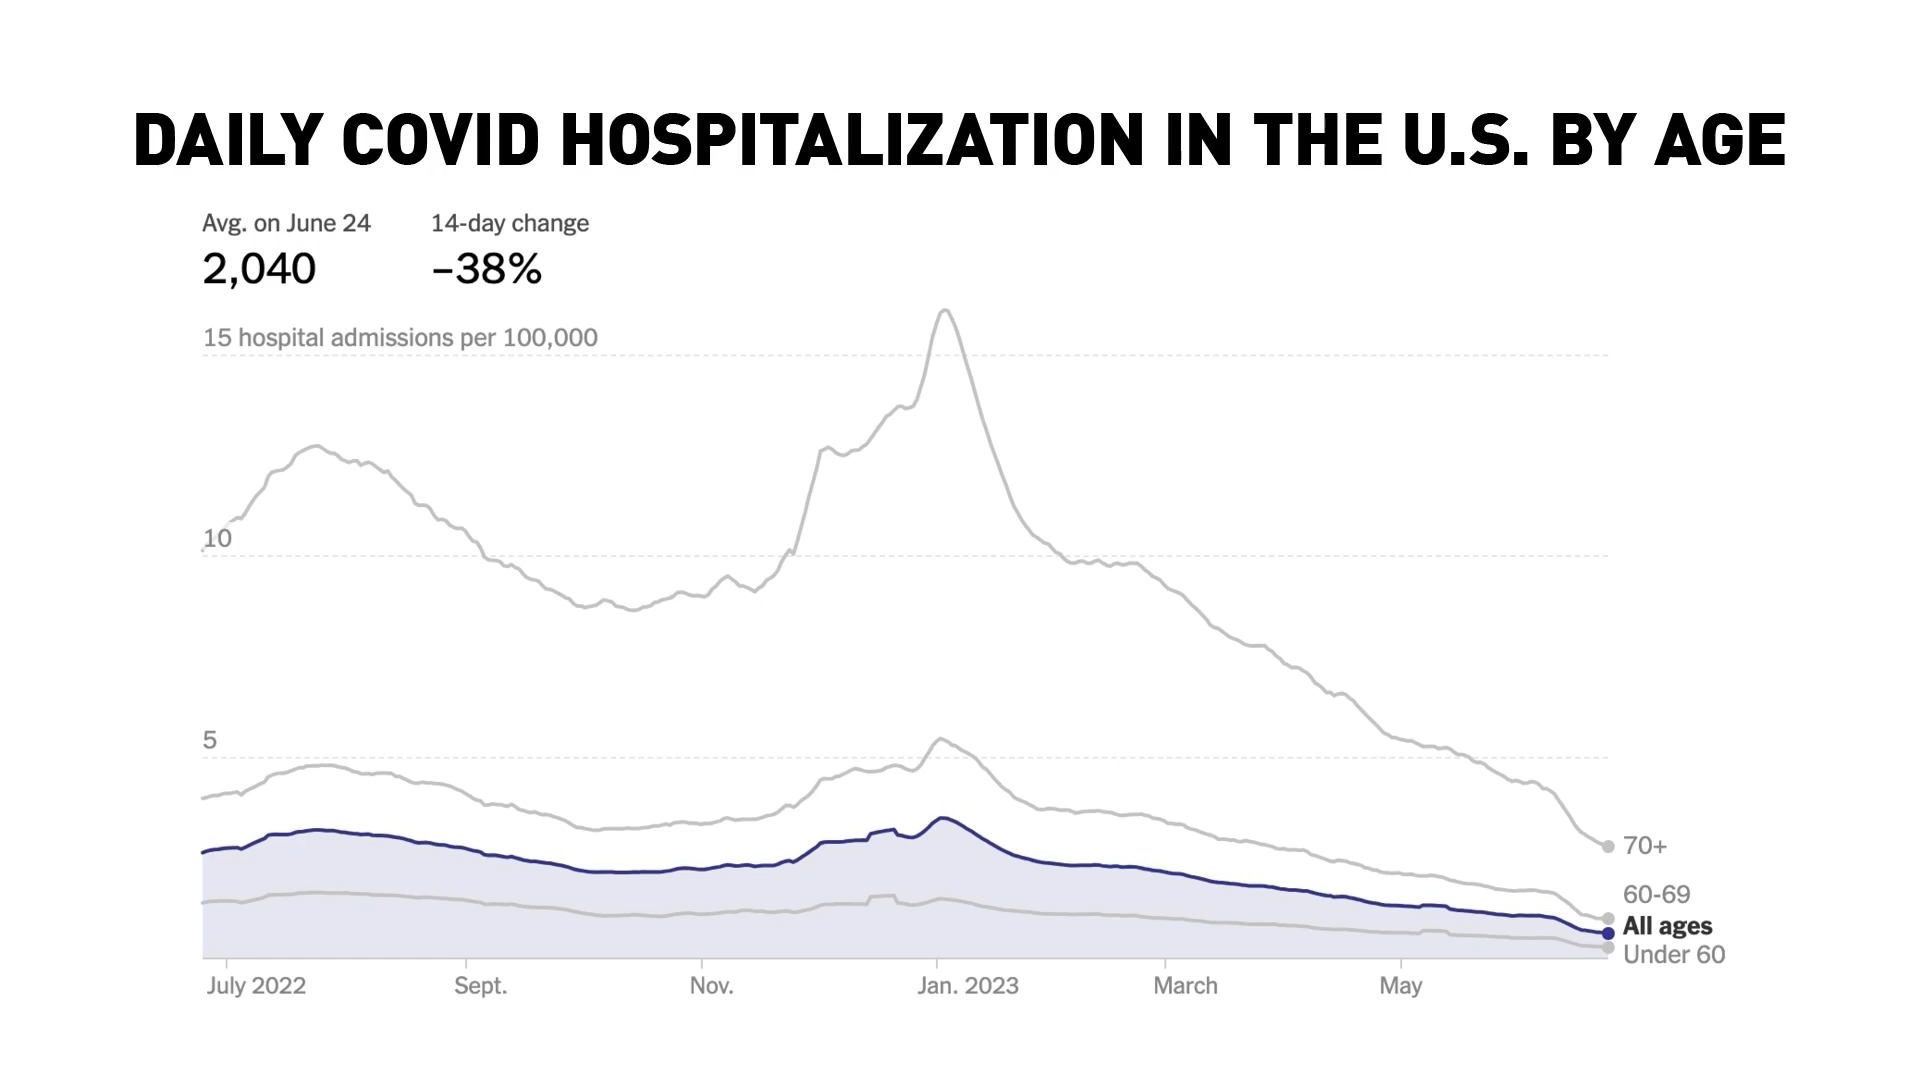 DAILY COVID HOSPITALIZATION IN THE U.S. BY AGE
Avg. on June 24
2,040
14-day change
–38%
15 hospital admissions per 100,000
10
5
70+
60-69
All ages
Under 60
July 2022
Sept.
Nov.
Jan. 2023
March
May